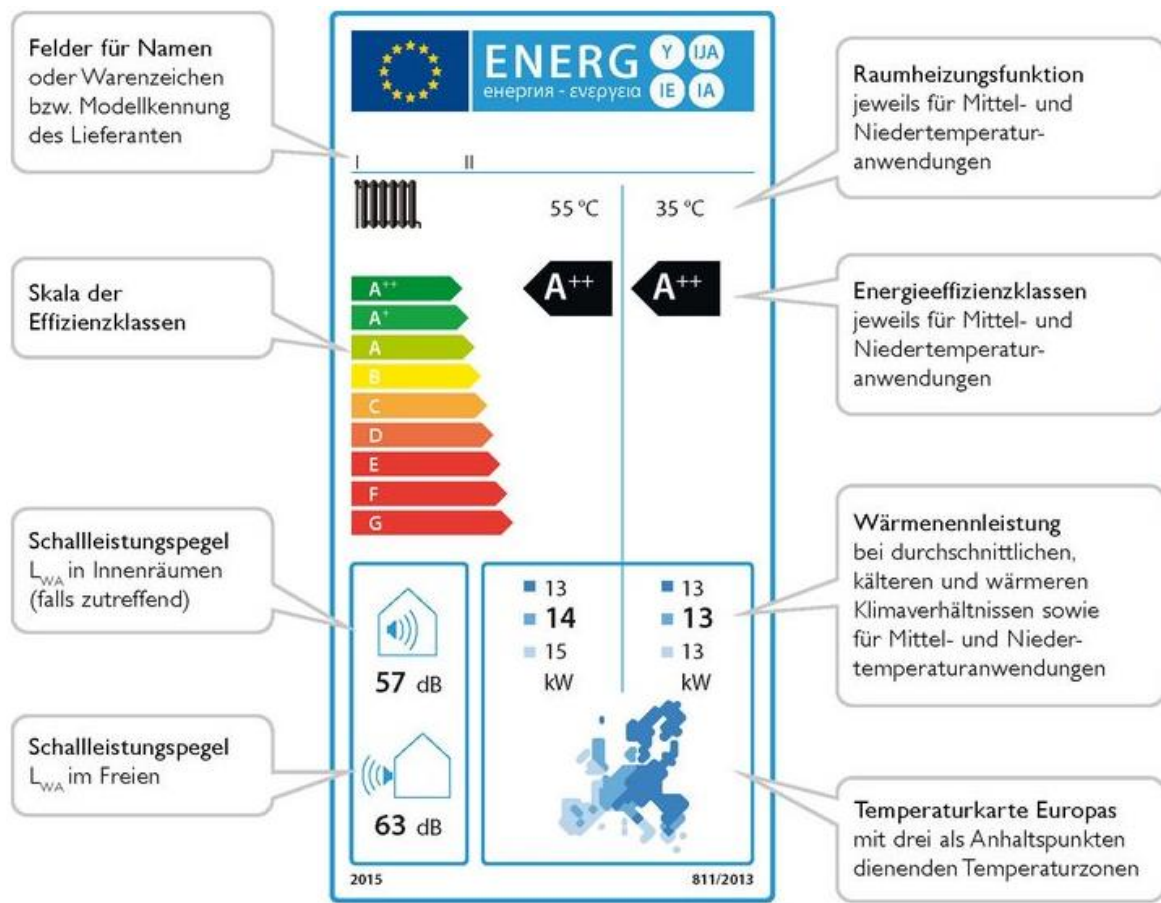 Felder für Namen
oder Warenzeichen
bzw. Modellkennung
des Lieferanten
Skala der
Effizienzklassen
Schallleistungspegel
LWA in Innenräumen
(falls zutreffend)
Schallleistungspegel
LWA im Freien
ENERG
енергия - ενεργεια
Y IJA
IE IA
I II
55 °C 35 °C
A++ A++
A++
A+
A
B
C
D
E
F
G
57 dB
63 dB
13 13
14 13
15 13
kW kW
2015 811/2013
Raumheizungsfunktion
jeweils für Mittel- und
Niedertemperatur-
anwendungen
Energieeffizienzklassen
jeweils für Mittel- und
Niedertemperatur-
anwendungen
Wärmenennleistung
bei durchschnittlichen,
kälteren und wärmeren
Klimaverhältnissen sowie
für Mittel- und Nieder-
temperaturanwendungen
Temperaturkarte Europas
mit drei als Anhaltspunkten
dienenden Temperaturzonen